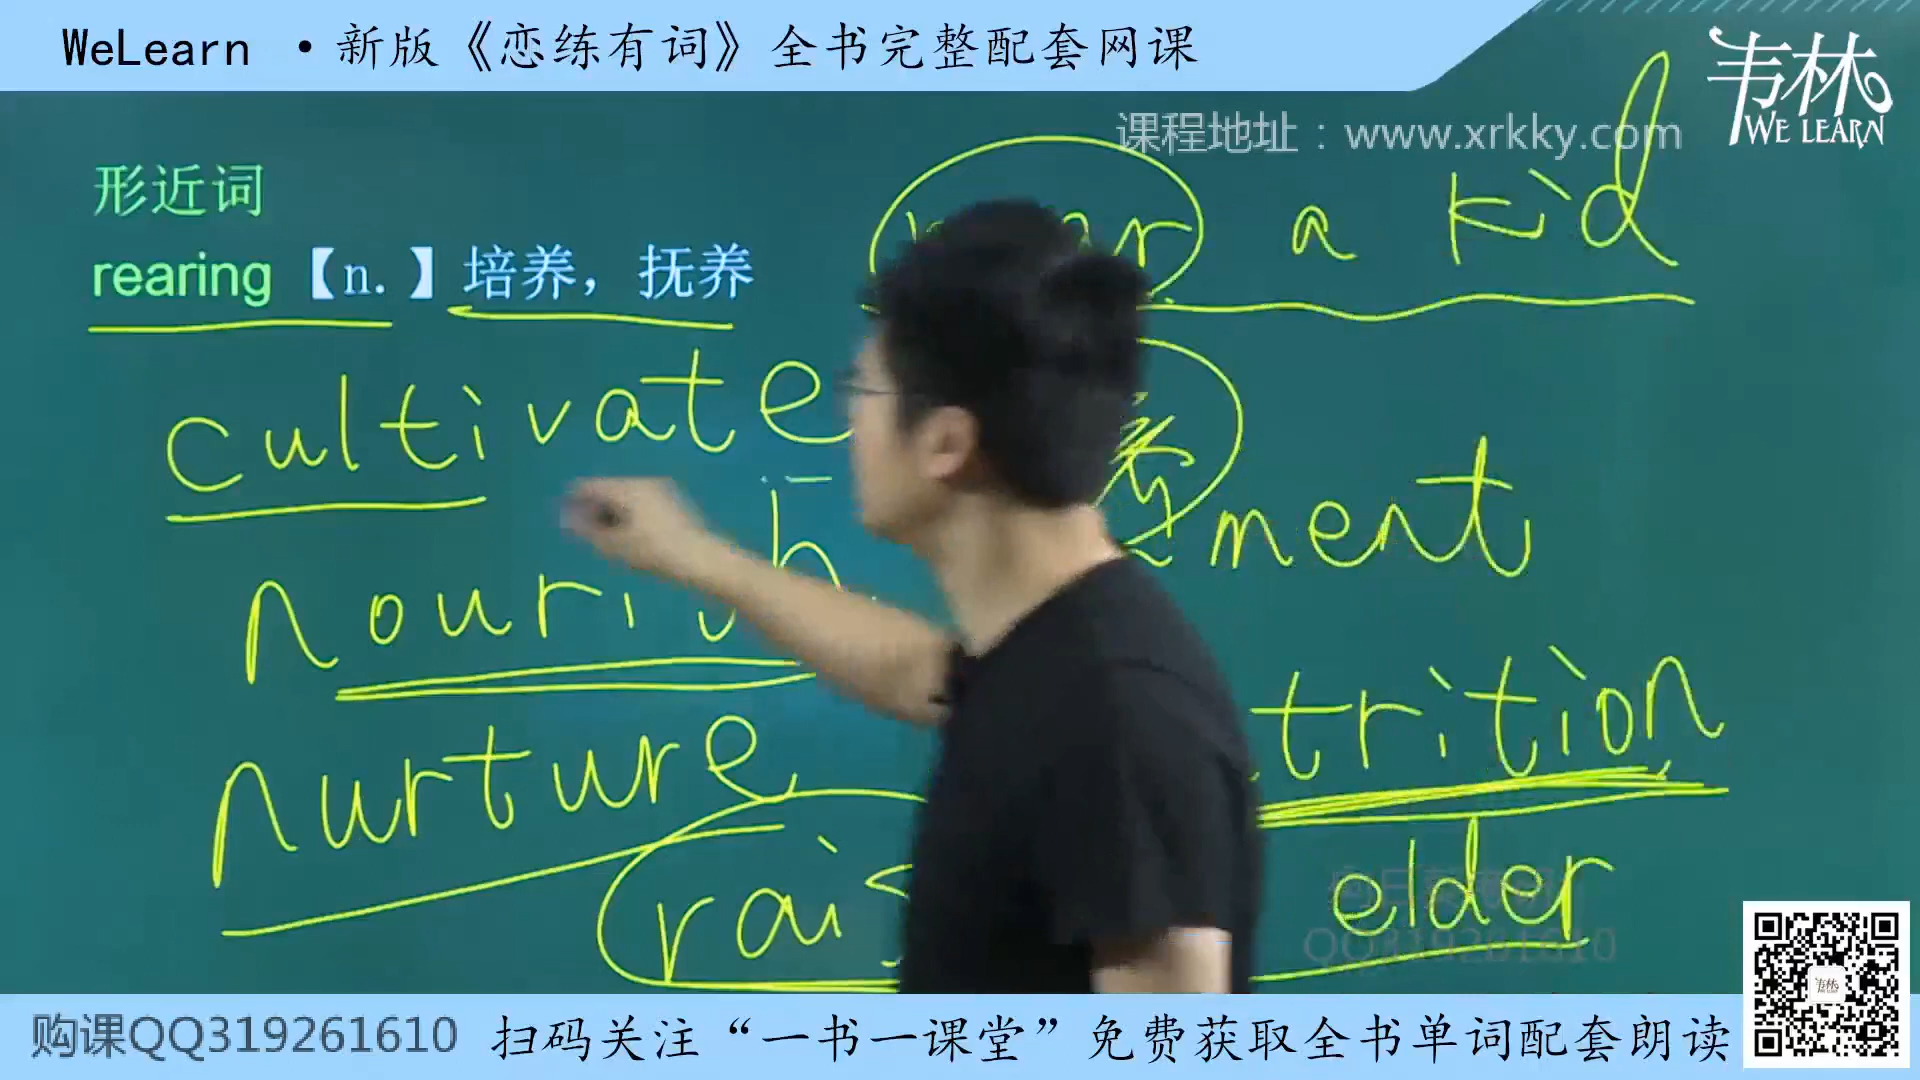 WeLearn ·新版《恋练有词》全书完整配套网课
韦林
WE LEARN
课程地址：www.xrkky.com
形近词
a kid
rearing【n.】培养，抚养
cultivate
养
ment
nurture
trition
elder
QQ319261610
购课QQ319261610 扫码关注“一书一课堂”免费获取全书单词配套朗读